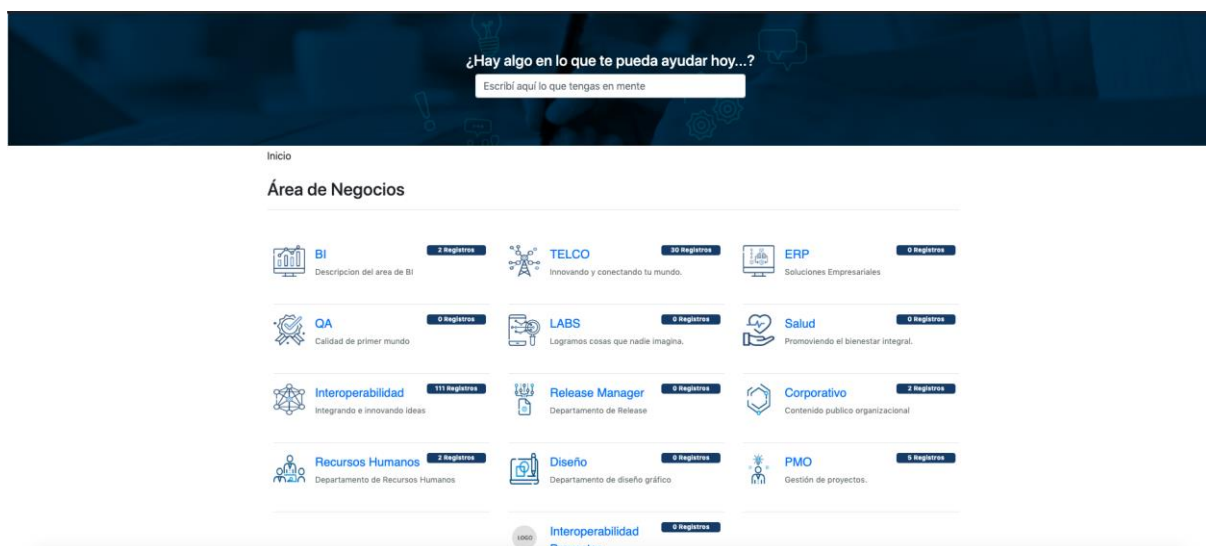 ¿Hay algo en lo que te pueda ayudar hoy...?
Escribí aquí lo que tengas en mente
Inicio
Área de Negocios
BI
2 Registros
Descripcion del area de BI
TELCO
30 Registros
Innovando y conectando tu mundo.
ERP
0 Registros
Soluciones Empresariales
QA
0 Registros
Calidad de primer mundo
LABS
0 Registros
Logramos cosas que nadie imagina.
Salud
0 Registros
Promoviendo el bienestar integral.
Interoperabilidad
111 Registros
Integrando e innovando ideas
Release Manager
0 Registros
Departamento de Release
Corporativo
2 Registros
Contenido publico organizacional
Recursos Humanos
2 Registros
Departamento de Recursos Humanos
Diseño
0 Registros
Departamento de diseño gráfico
PMO
5 Registros
Gestión de proyectos.
LOGO
Interoperabilidad
0 Registros